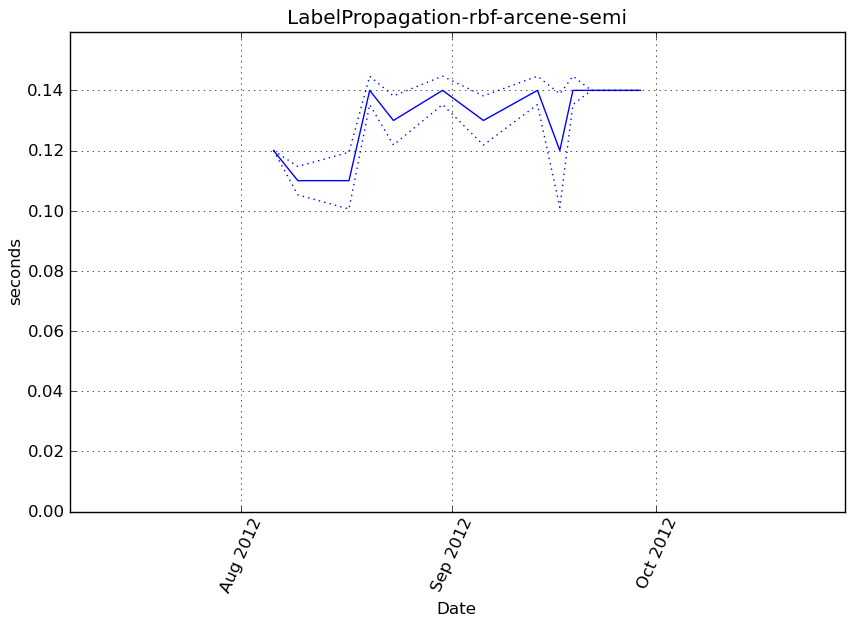 LabelPropagation-rbf-arcene-semi
0.14
0.12
0.10
0.08
0.06
0.04
0.02
0.00
seconds
Aug 2012
Sep 2012
Oct 2012
Date